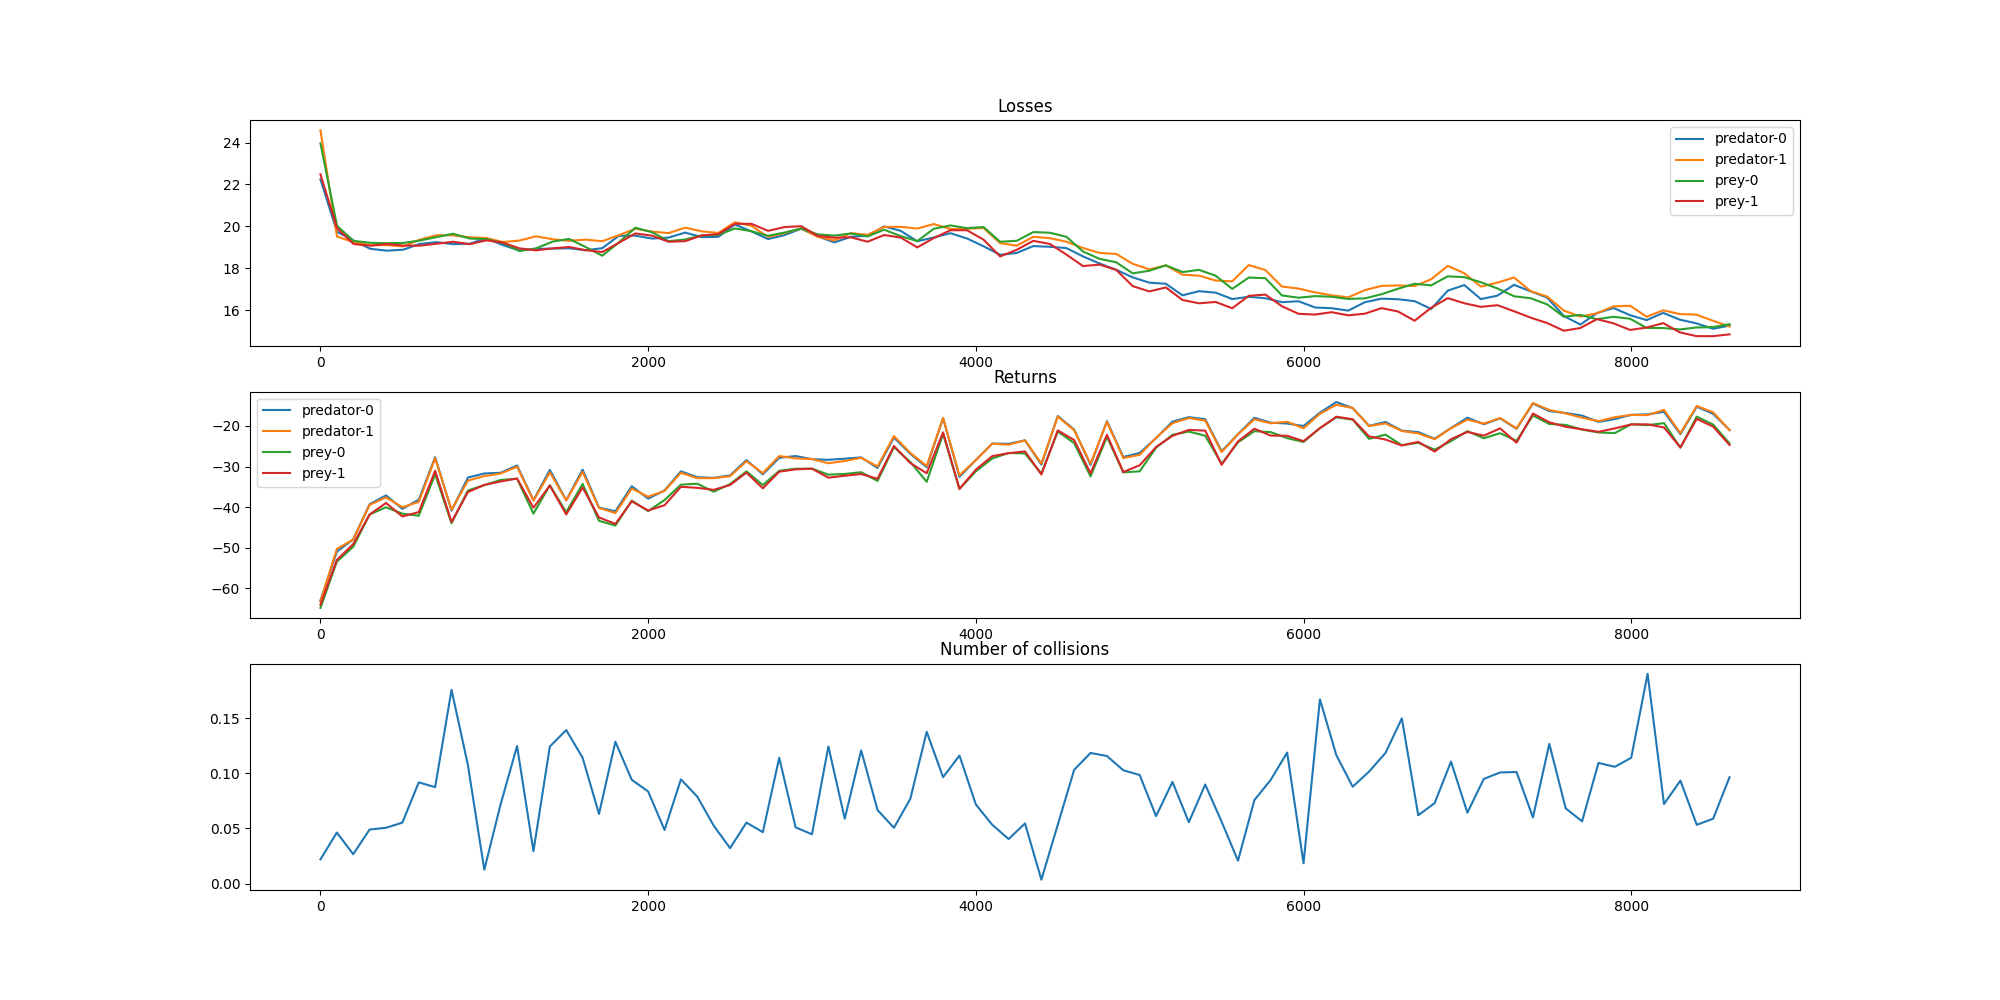 Losses
24
22
20
18
16
predator-0
predator-1
prey-0
prey-1
0 2000 4000 6000 8000
Returns
−20
−30
−40
−50
−60
predator-0
predator-1
prey-0
prey-1
0 2000 4000 6000 8000
Number of collisions
0.15
0.10
0.05
0.00
0 2000 4000 6000 8000